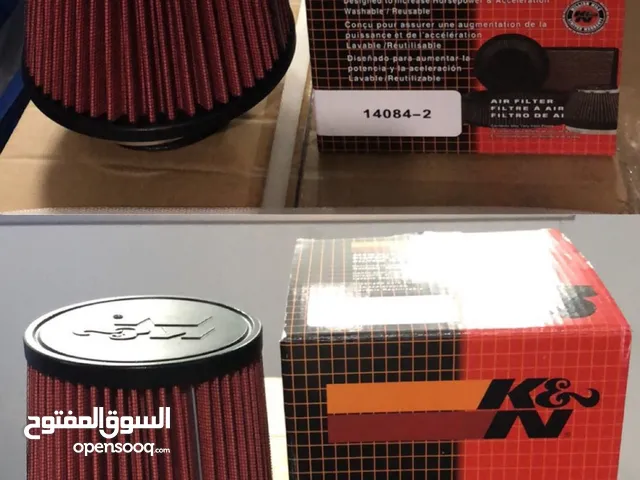 Designed to Increase Horsepower & Acceleration
Washable / Reusable
Conçu pour assurer une augmentation de la
puissance et de l'accélération
Lavable/Réutilisable
Diseñado para aumentar la
potencia y la aceleración
Lavable/Reutilizable
AIR FILTER
FILTRE À AIR
FILTRO DE AI
14084-2
K&N
K&N
السوق المفتوح
opensooq.com